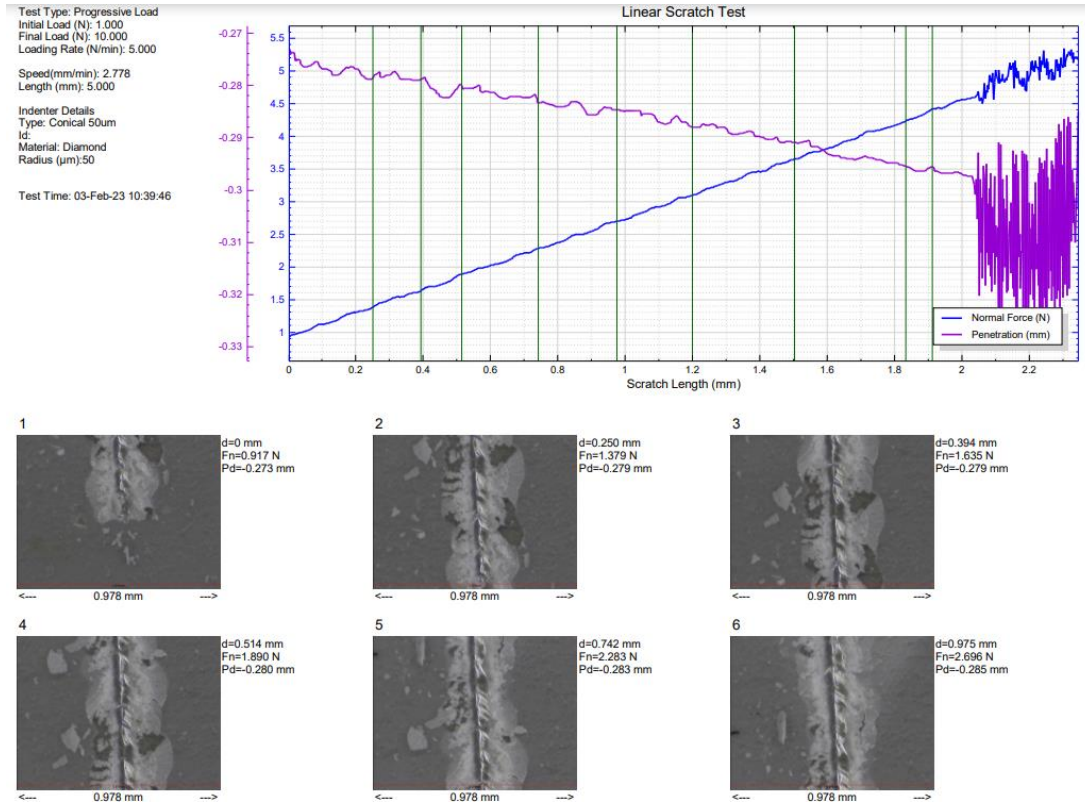 Test Type: Progressive Load
Initial Load (N): 1.000
Final Load (N): 10.000
Loading Rate (N/min): 5.000
Speed(mm/min): 2.778
Length (mm): 5.000
Indenter Details
Type: Conical 50um
Id:
Material: Diamond
Radius (µm):50
Test Time: 03-Feb-23 10:39:46
Linear Scratch Test
-0.27
-0.28
-0.29
-0.3
-0.31
-0.32
-0.33
5.5
5
4.5
4
3.5
3
2.5
2
1.5
1
0 0.2 0.4 0.6 0.8 1 1.2 1.4 1.6 1.8 2 2.2
Scratch Length (mm)
Normal Force (N)
Penetration (mm)
1
d=0 mm
Fn=0.917 N
Pd=-0.273 mm
<--- 0.978 mm --->
2
d=0.250 mm
Fn=1.379 N
Pd=-0.279 mm
<--- 0.978 mm --->
3
d=0.394 mm
Fn=1.635 N
Pd=-0.279 mm
<--- 0.978 mm --->
4
d=0.514 mm
Fn=1.890 N
Pd=-0.280 mm
<--- 0.978 mm --->
5
d=0.742 mm
Fn=2.283 N
Pd=-0.283 mm
<--- 0.978 mm --->
6
d=0.975 mm
Fn=2.696 N
Pd=-0.285 mm
<--- 0.978 mm --->